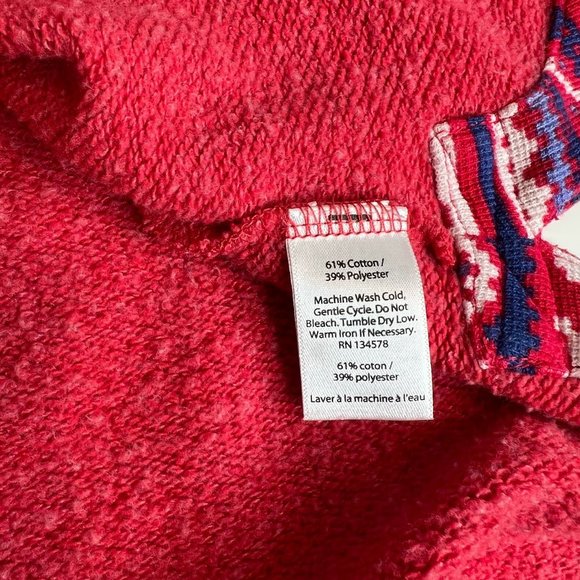 61% Cotton /
39% Polyester
Machine Wash Cold,
Gentle Cycle. Do Not
Bleach. Tumble Dry Low.
Warm Iron If Necessary.
RN 134578
61% coton /
39% polyester
Laver à la machine à l'eau